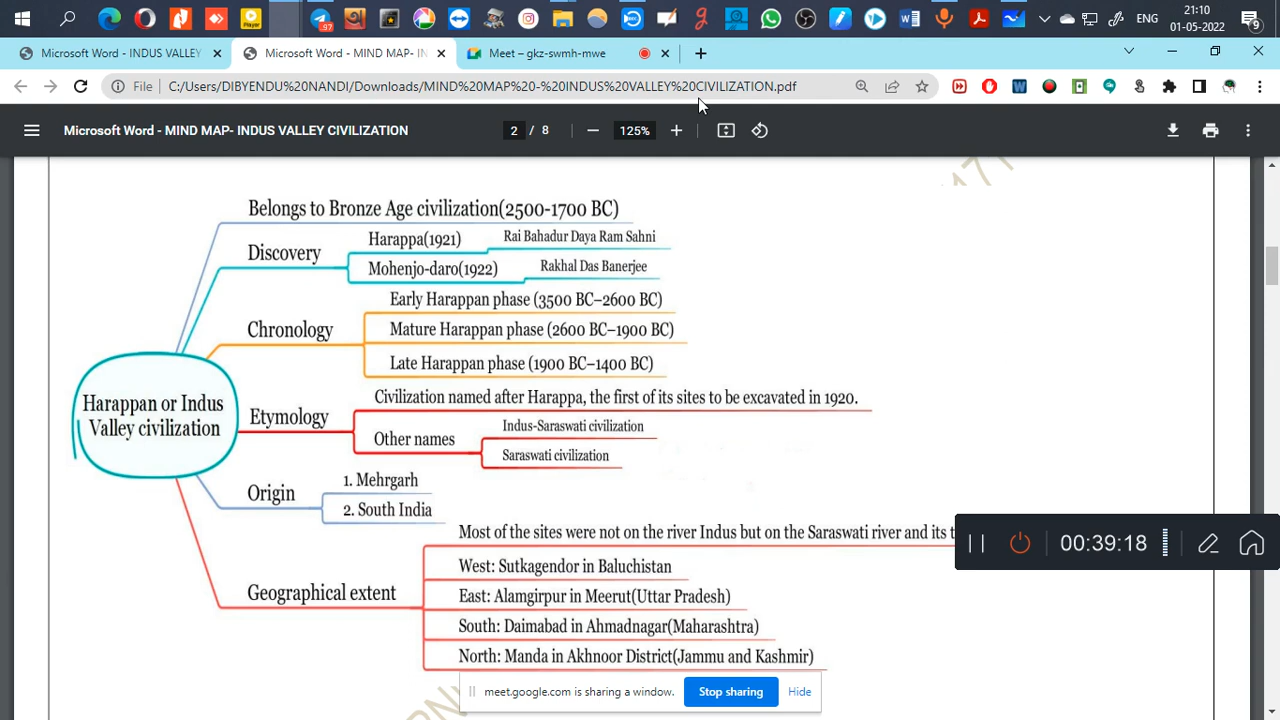 97
Player
ENG
21:10
01-05-2022
9
Microsoft Word - INDUS VALLEY
Microsoft Word - MIND MAP- IN
Meet – gkz-swmh-mwe
File
C:/Users/DIBYENDU%20NANDI/Downloads/MIND%20MAP%20-%20INDUS%20VALLEY%20CIVILIZATION.pdf
Microsoft Word - MIND MAP- INDUS VALLEY CIVILIZATION
2 / 8
125%
Belongs to Bronze Age civilization(2500-1700 BC)
Discovery
Harappa(1921)
Rai Bahadur Daya Ram Sahni
Mohenjo-daro(1922)
Rakhal Das Banerjee
Chronology
Early Harappan phase (3500 BC–2600 BC)
Mature Harappan phase (2600 BC–1900 BC)
Late Harappan phase (1900 BC–1400 BC)
Harappan or Indus
Valley civilization
Etymology
Civilization named after Harappa, the first of its sites to be excavated in 1920.
Other names
Indus-Saraswati civilization
Saraswati civilization
Origin
1. Mehrgarh
2. South India
Geographical extent
Most of the sites were not on the river Indus but on the Saraswati river and its
West: Sutkagendor in Baluchistan
East: Alamgirpur in Meerut(Uttar Pradesh)
South: Daimabad in Ahmadnagar(Maharashtra)
North: Manda in Akhnoor District(Jammu and Kashmir)
00:39:18
meet.google.com is sharing a window.
Stop sharing
Hide